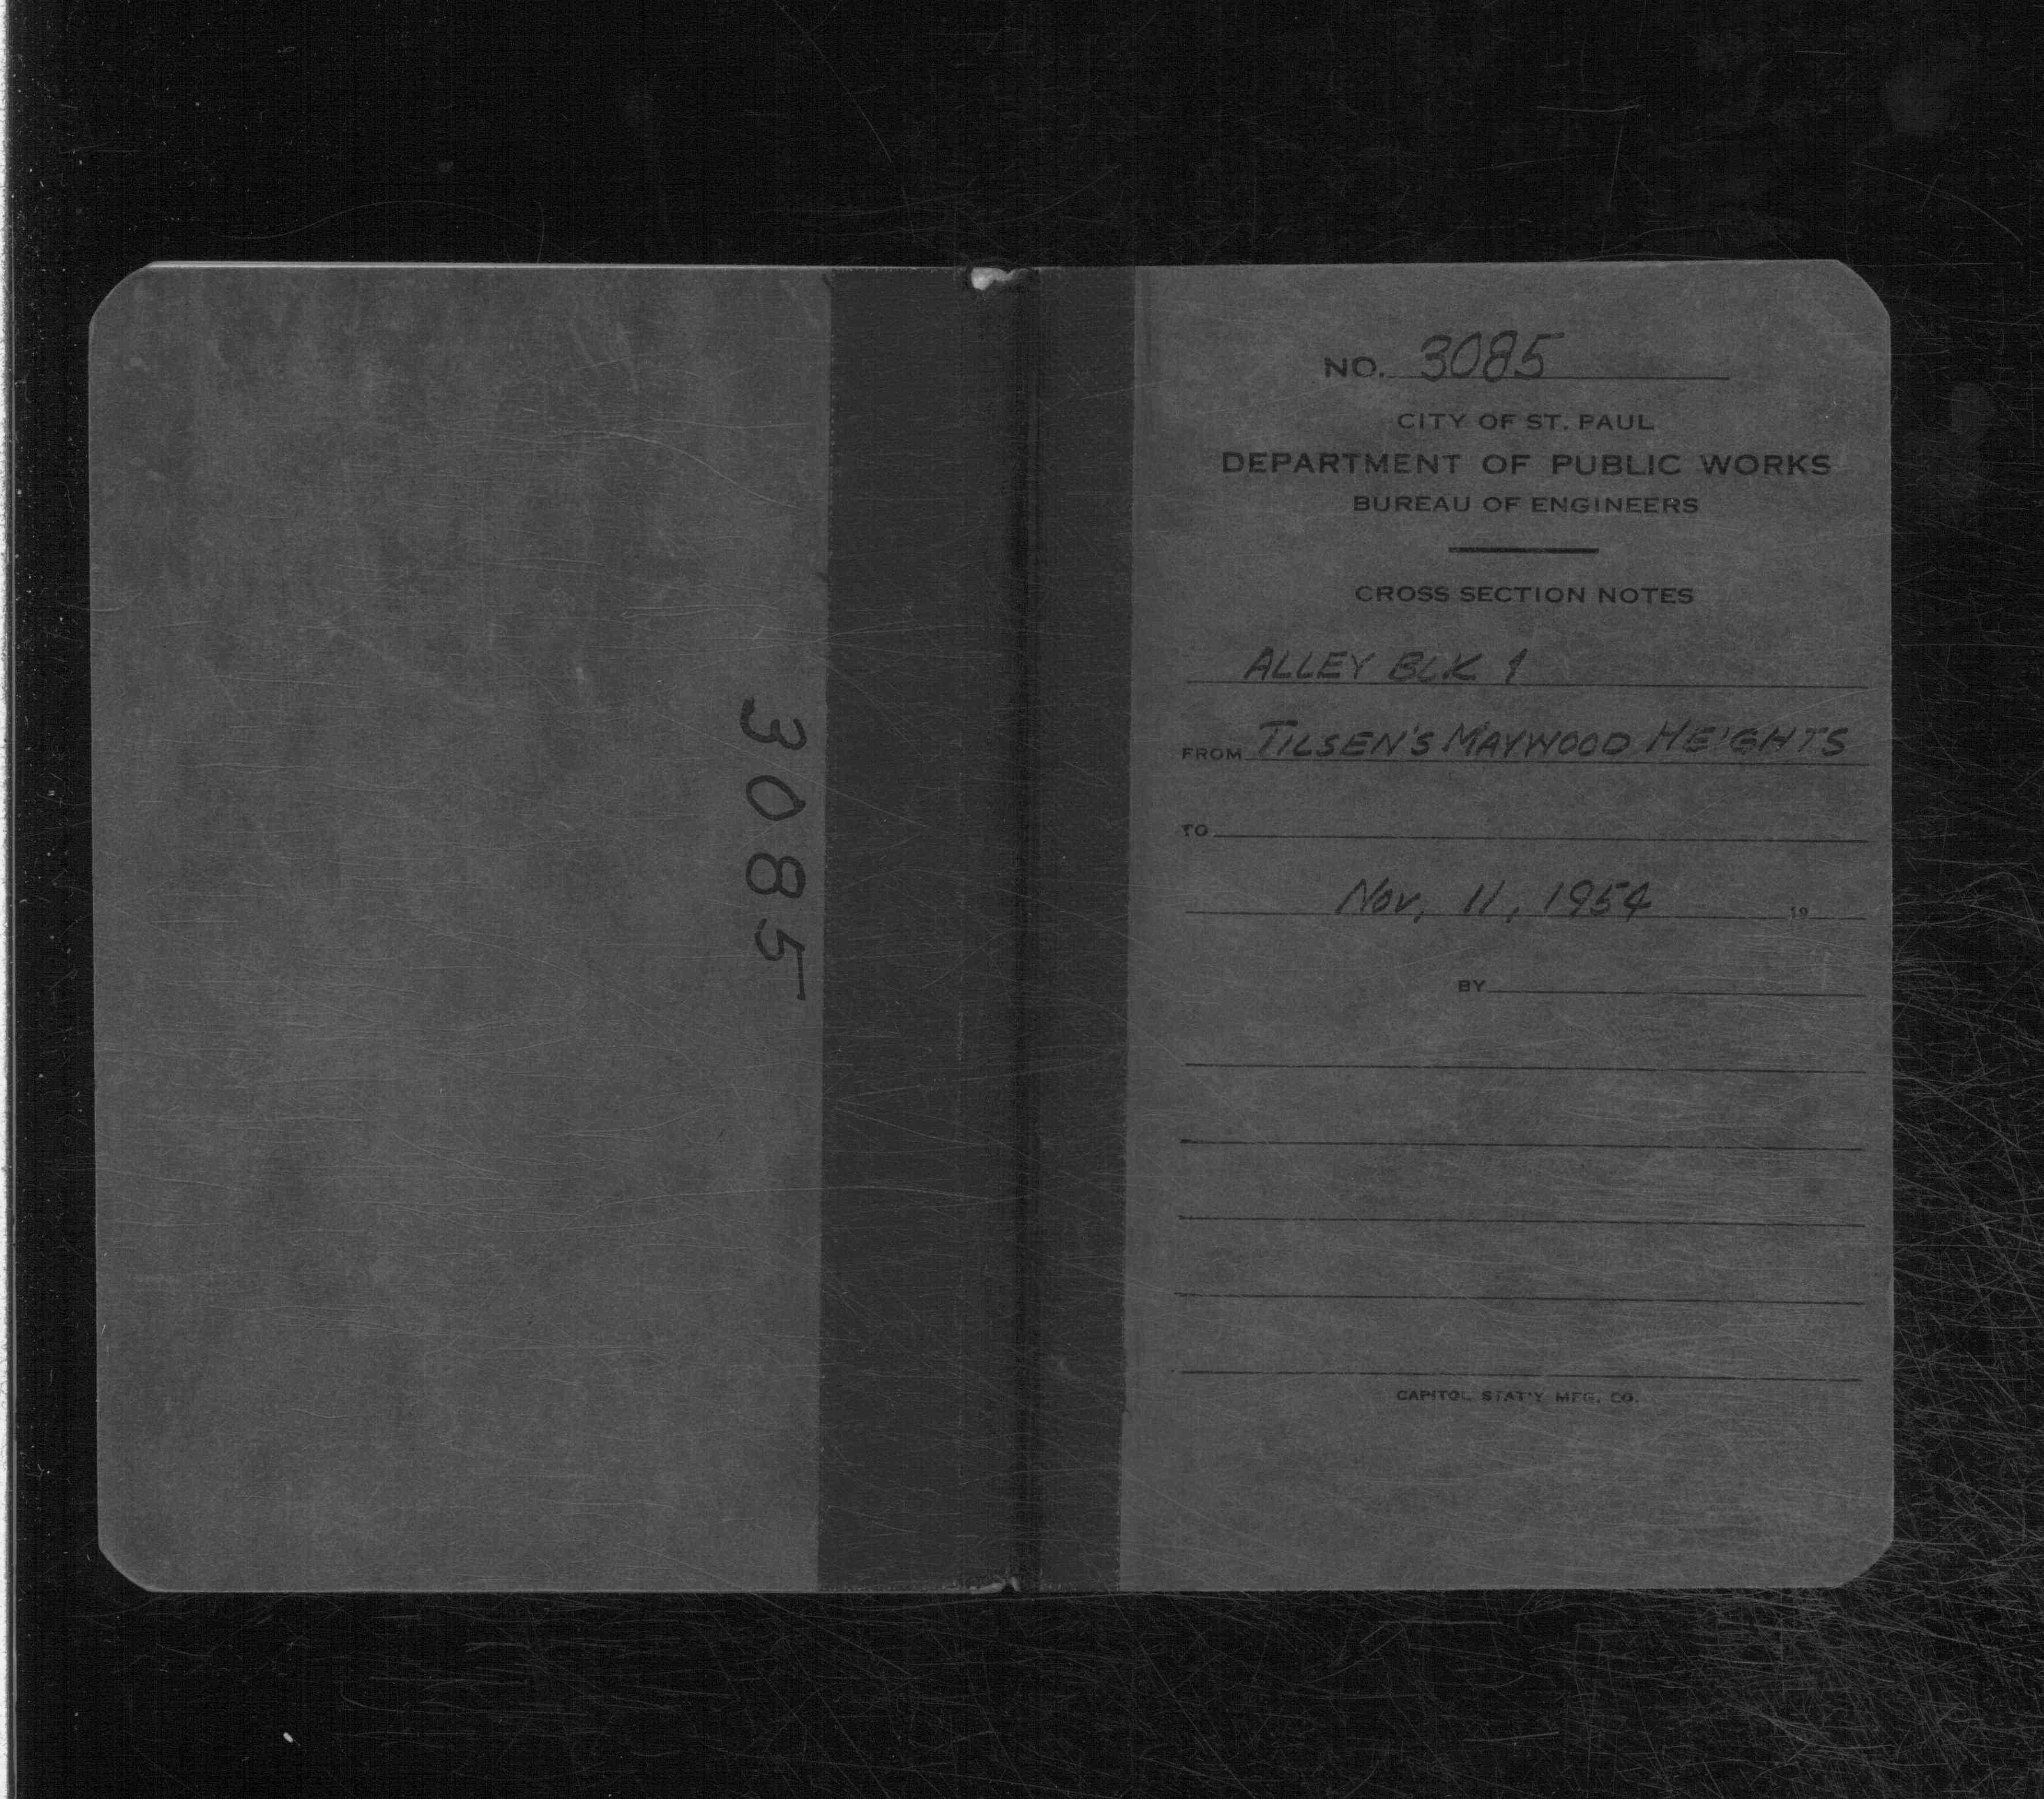 3085
NO. 3085
CITY OF ST. PAUL
DEPARTMENT OF PUBLIC WORKS
BUREAU OF ENGINEERS
CROSS SECTION NOTES
ALLEY BLK 1
FROM TILSEN'S MAYWOOD HEIGHTS
TO
Nov, 11, 1954 19
BY
CAPITOL STAT'Y MFG. CO.